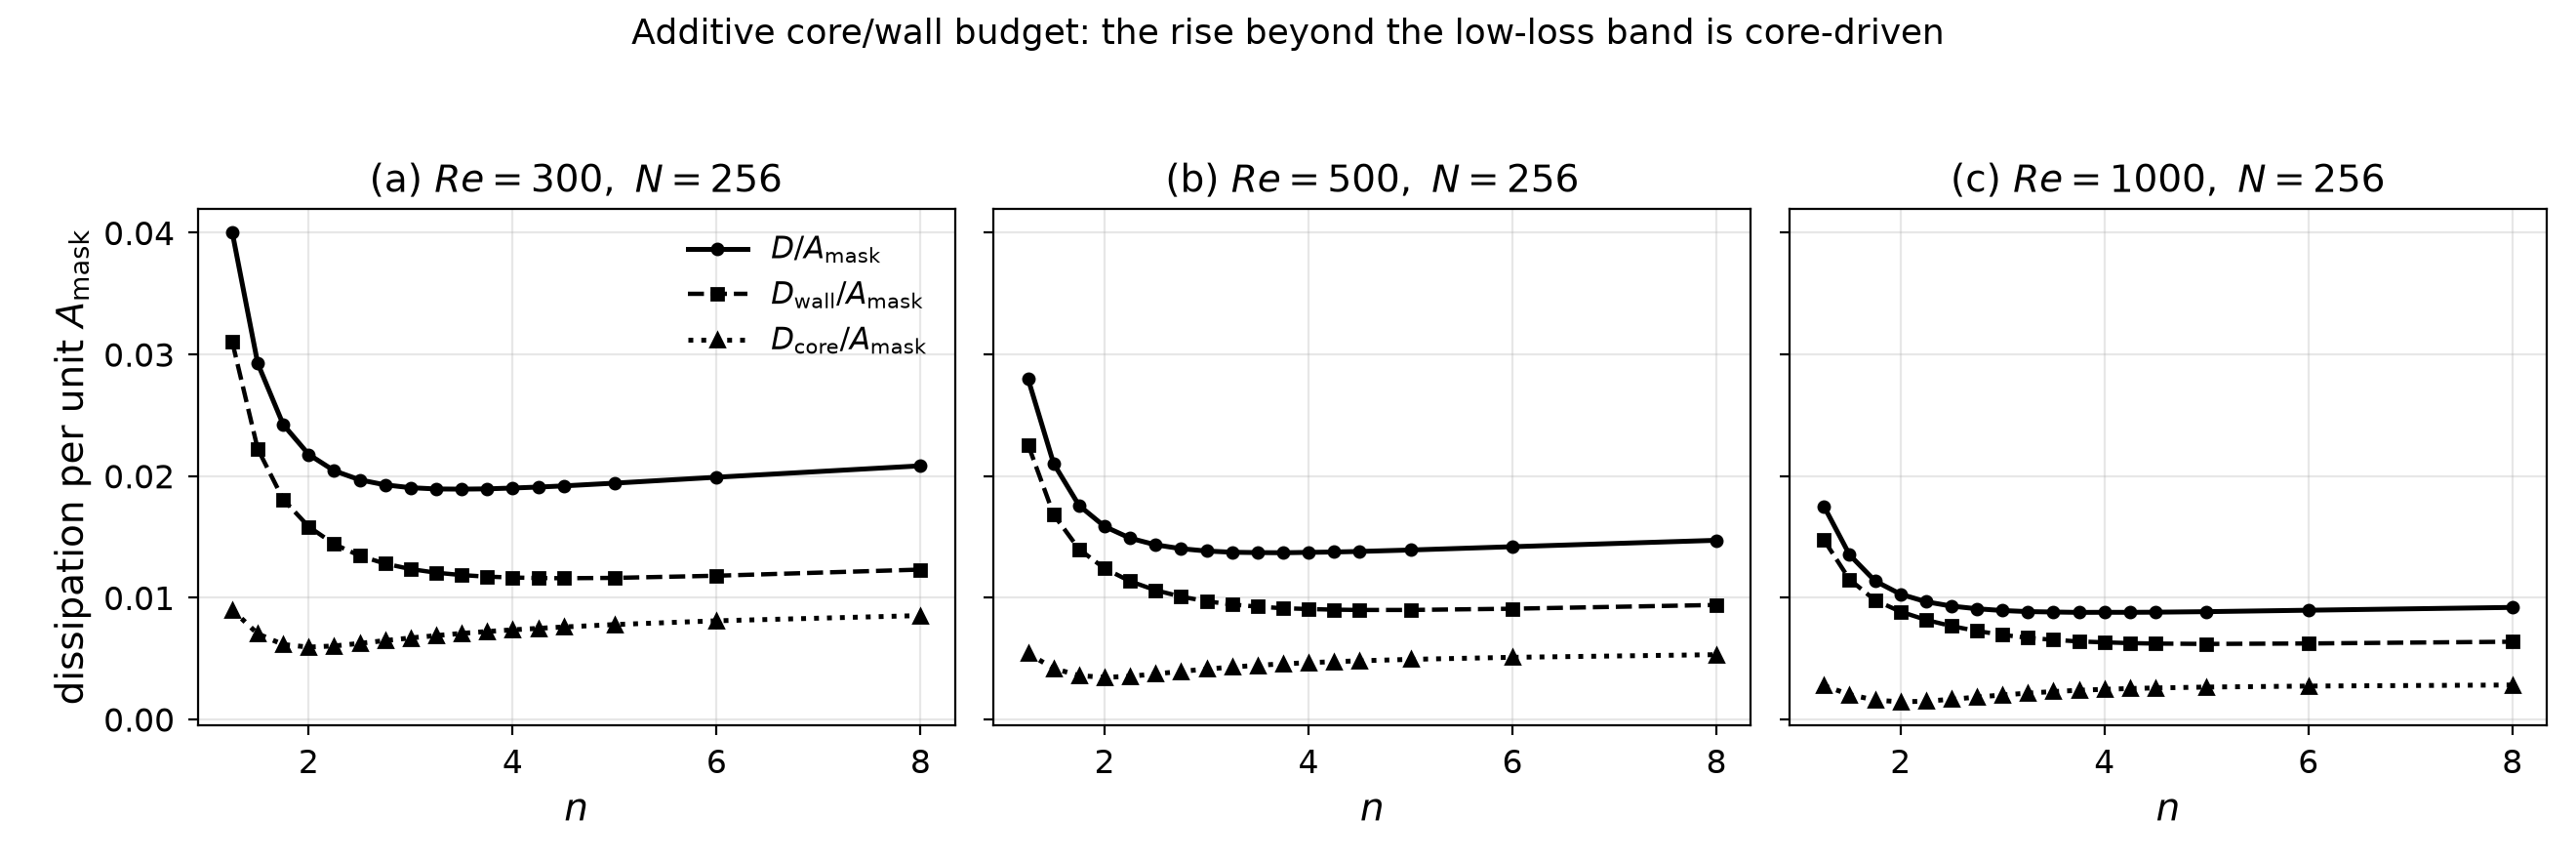 Additive core/wall budget: the rise beyond the low-loss band is core-driven
(a) Re = 300, N = 256
(b) Re = 500, N = 256
(c) Re = 1000, N = 256
dissipation per unit A_mask
0.04
0.03
0.02
0.01
0.00
D/A_mask
D_wall/A_mask
D_core/A_mask
2 4 6 8
2 4 6 8
2 4 6 8
n
n
n